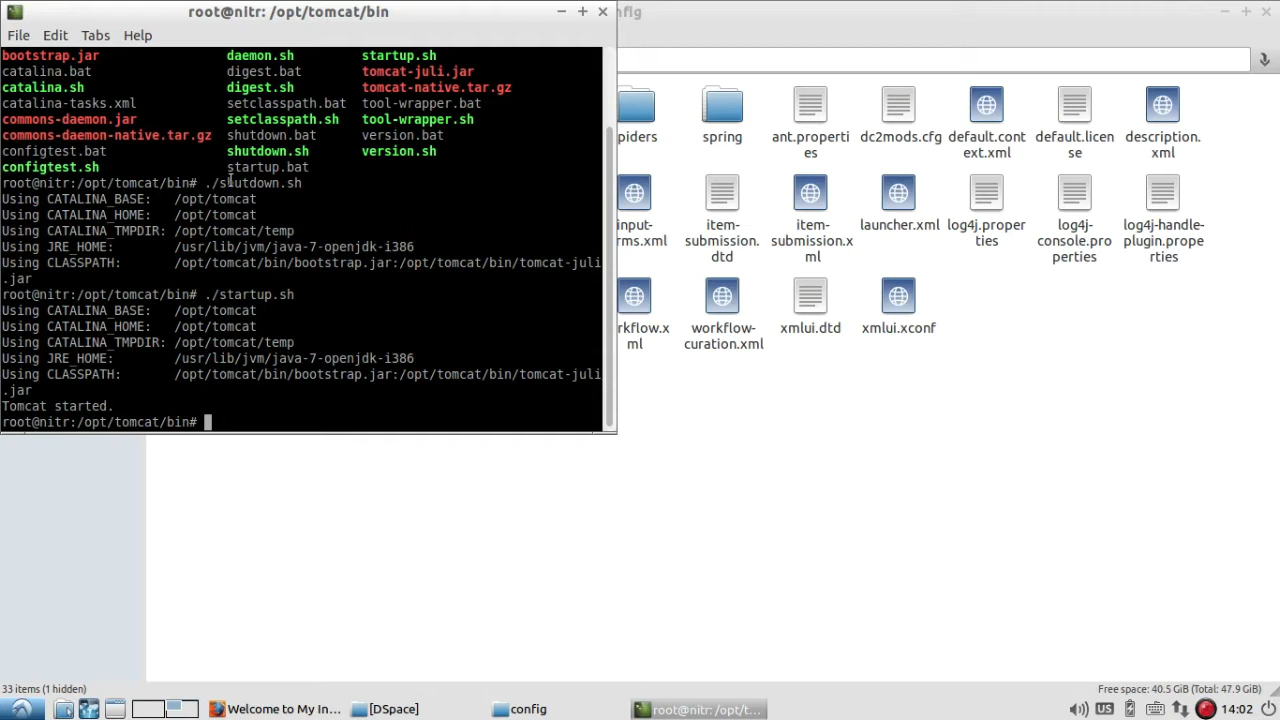 root@nitr: /opt/tomcat/bin
nfig
File Edit Tabs Help
bootstrap.jar daemon.sh startup.sh
catalina.bat digest.bat tomcat-juli.jar
catalina.sh digest.sh tomcat-native.tar.gz
catalina-tasks.xml setclasspath.bat tool-wrapper.bat
commons-daemon.jar setclasspath.sh tool-wrapper.sh
commons-daemon-native.tar.gz shutdown.bat version.bat
configtest.bat shutdown.sh version.sh
configtest.sh startup.bat
root@nitr:/opt/tomcat/bin# ./shutdown.sh
Using CATALINA_BASE: /opt/tomcat
Using CATALINA_HOME: /opt/tomcat
Using CATALINA_TMPDIR: /opt/tomcat/temp
Using JRE_HOME: /usr/lib/jvm/java-7-openjdk-i386
Using CLASSPATH: /opt/tomcat/bin/bootstrap.jar:/opt/tomcat/bin/tomcat-juli
.jar
root@nitr:/opt/tomcat/bin# ./startup.sh
Using CATALINA_BASE: /opt/tomcat
Using CATALINA_HOME: /opt/tomcat
Using CATALINA_TMPDIR: /opt/tomcat/temp
Using JRE_HOME: /usr/lib/jvm/java-7-openjdk-i386
Using CLASSPATH: /opt/tomcat/bin/bootstrap.jar:/opt/tomcat/bin/tomcat-juli
.jar
Tomcat started.
root@nitr:/opt/tomcat/bin#
piders spring ant.properti dc2mods.cfg default.cont default.licen description.
es ext.xml se xml
input- item- item- launcher.xml log4j.proper log4j- log4j-handle-
rms.xml submission. submission.x ties console.pro plugin.prope
dtd ml perties rties
rkflow.x workflow- xmlui.dtd xmlui.xconf
ml curation.xml
33 items (1 hidden) Free space: 40.5 GiB (Total: 47.9 GiB)
Welcome to My In... [DSpace] config root@nitr: /opt/t... US 14:02